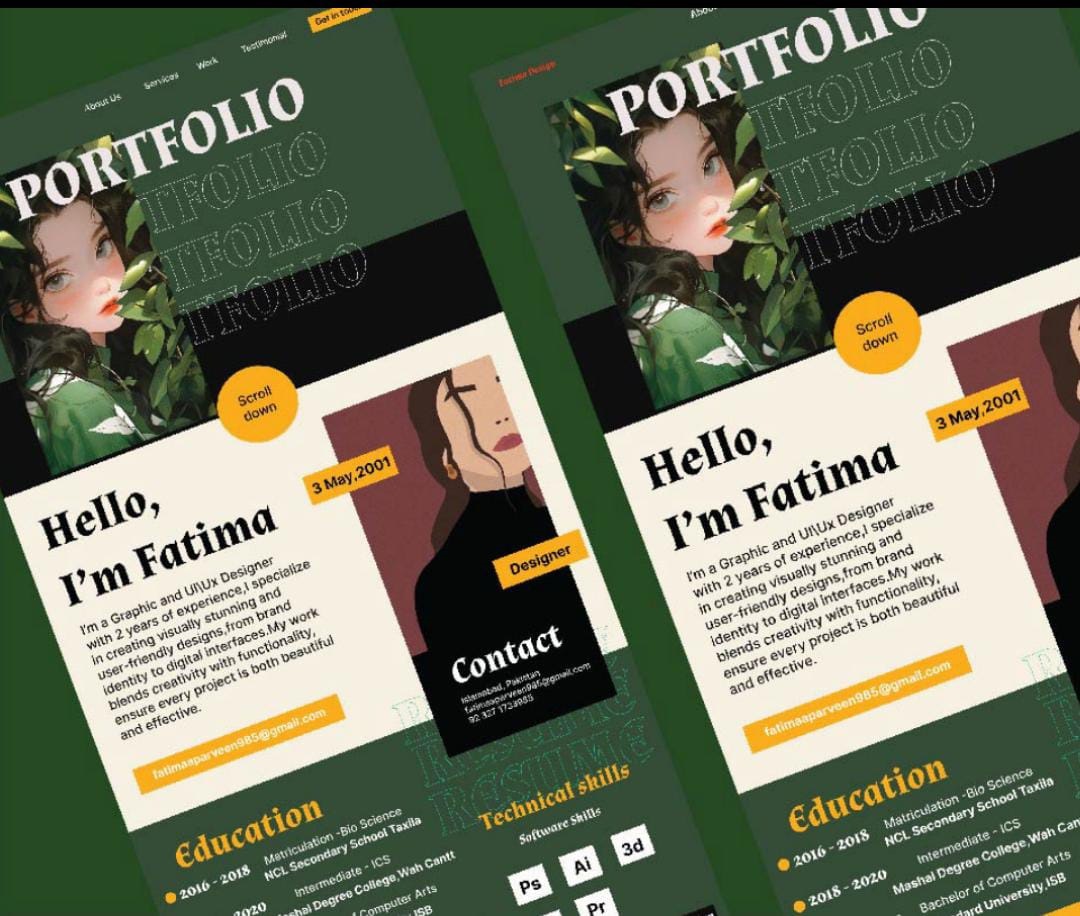 Get in touch
About Us
Services
Work
Testimonial
PORTFOLIO
TFOLIO
TFOLIO
TFOLIO
Scroll
down
Hello,
I'm Fatima
I'm a Graphic and UI\Ux Designer
with 2 years of experience,I specialize
in creating visually stunning and
user-friendly designs,from brand
identity to digital interfaces.My work
blends creativity with functionality,
ensure every project is both beautiful
and effective.
fatimaaparveen985@gmail.com
3 May,2001
Designer
Contact
Islamabad, Pakistan
fatimaaparveen985@gmail.com
92 327 1733985
RESUME
RESUME
Education
2016 - 2018
Matriculation -Bio Science
NCL Secondary School Taxila
Intermediate - ICS
Mashal Degree College,Wah Cantt
2020
of Computer Arts
ISB
Technical skills
Software Skills
Ps
Ai
3d
Pr
Fatima Design
PORTFOLIO
TFOLIO
TFOLIO
TFOLIO
Scroll
down
Hello,
I'm Fatima
I'm a Graphic and UI\Ux Designer
with 2 years of experience,I specialize
in creating visually stunning and
user-friendly designs,from brand
identity to digital interfaces.My work
blends creativity with functionality,
ensure every project is both beautiful
and effective.
fatimaaparveen985@gmail.com
3 May,2001
Education
2016 - 2018
Matriculation -Bio Science
NCL Secondary School Taxila
2018 - 2020
Intermediate - ICS
Mashal Degree College,Wah Can
Bachelor of Computer Arts
ard University,ISB